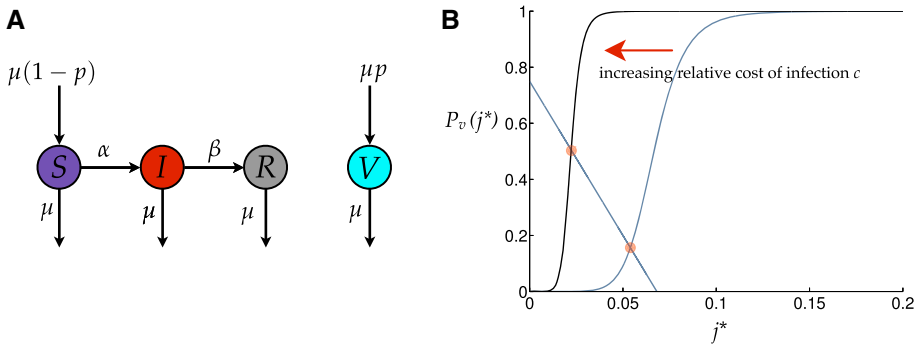 A
μ(1 − p)
μp
S
α
I
β
R
V
μ
μ
μ
μ
B
1
0.8
0.6
0.4
0.2
0
P_v(j*)
increasing relative cost of infection c
0
0.05
0.1
0.15
0.2
j*